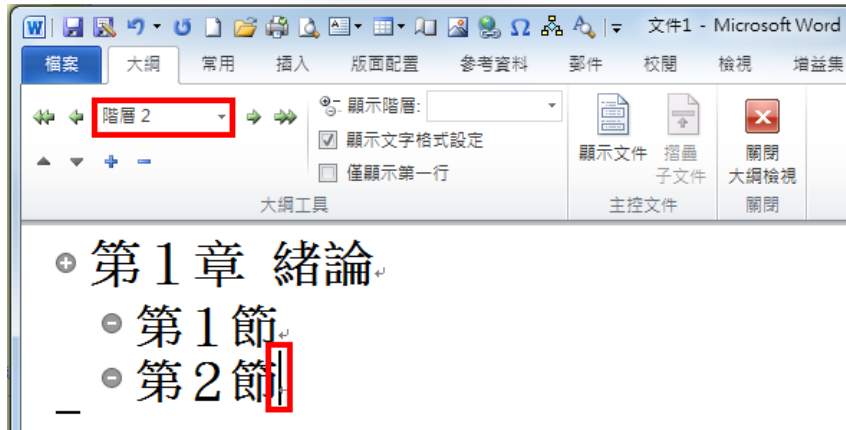 文件1 - Microsoft Word
檔案 大綱 常用 插入 版面配置 參考資料 郵件 校閱 檢視 增益集
階層 2
顯示階層:
顯示文字格式設定
僅顯示第一行
大綱工具
顯示文件
摺疊
子文件
主控文件
關閉
大綱檢視
關閉
第1章 緒論
第1節
第2節